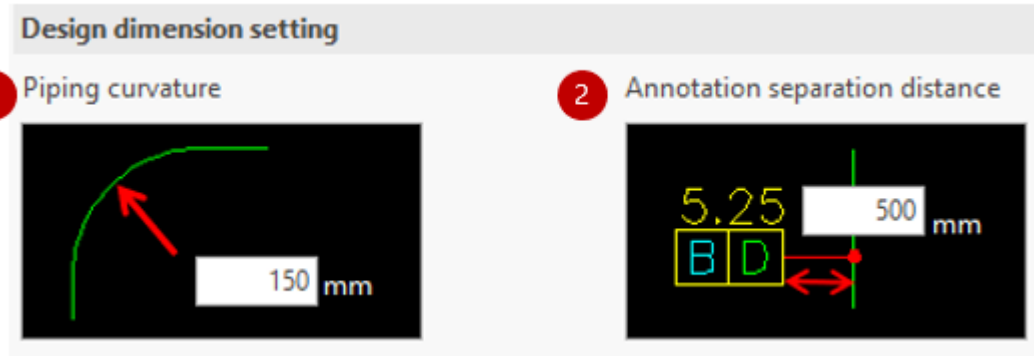 Design dimension setting
Piping curvature
2 Annotation separation distance
5.25
500 mm
B D
150 mm